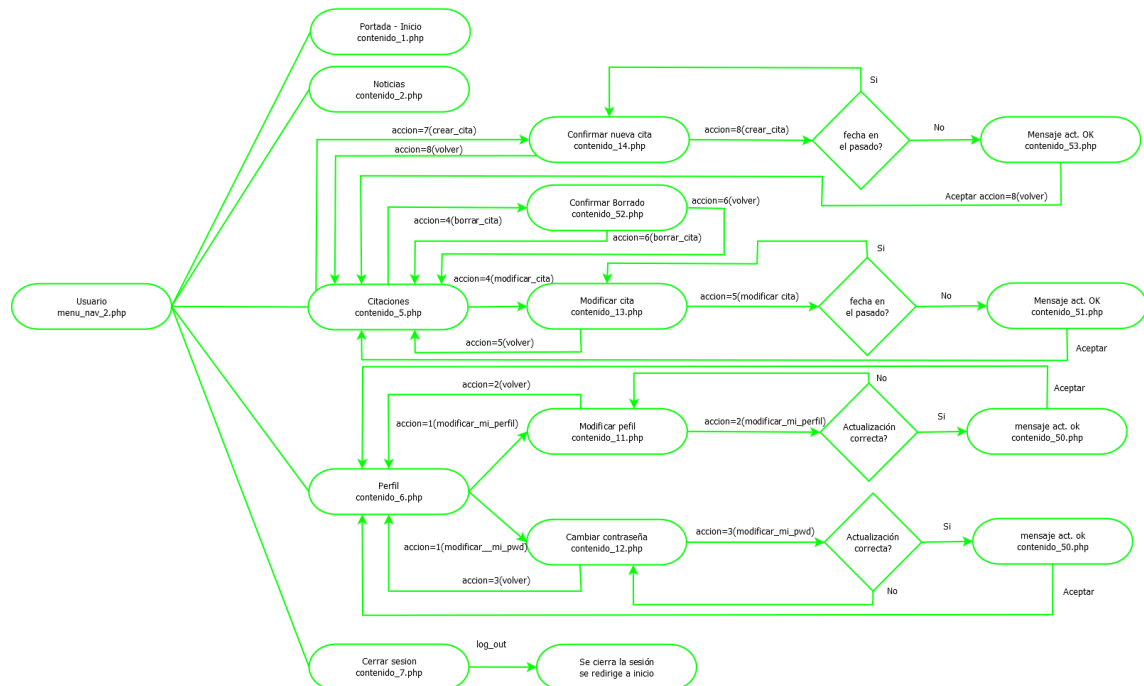 Portada - Inicio
contenido_1.php
Noticias
contenido_2.php
Si
accion=7(crear_cita)
Confirmar nueva cita
contenido_14.php
accion=8(crear_cita)
fecha en
el pasado?
No
Mensaje act. OK
contenido_53.php
accion=8(volver)
Aceptar accion=8(volver)
Confirmar Borrado
contenido_52.php
accion=6(volver)
accion=4(borrar_cita)
accion=6(borrar_cita)
Si
accion=4(modificar_cita)
Usuario
menu_nav_2.php
Citaciones
contenido_5.php
Modificar cita
contenido_13.php
accion=5(modificar cita)
fecha en
el pasado?
No
Mensaje act. OK
contenido_51.php
accion=5(volver)
Aceptar
accion=2(volver)
No
Aceptar
accion=1(modificar_mi_perfil)
Modificar pefil
contenido_11.php
accion=2(modificar_mi_perfil)
Actualización
correcta?
Si
mensaje act. ok
contenido_50.php
Perfil
contenido_6.php
accion=1(modificar__mi_pwd)
Cambiar contraseña
contenido_12.php
accion=3(modificar_mi_pwd)
Actualización
correcta?
Si
mensaje act. ok
contenido_50.php
accion=3(volver)
No
Aceptar
Cerrar sesion
contenido_7.php
log_out
Se cierra la sesión
se redirige a inicio